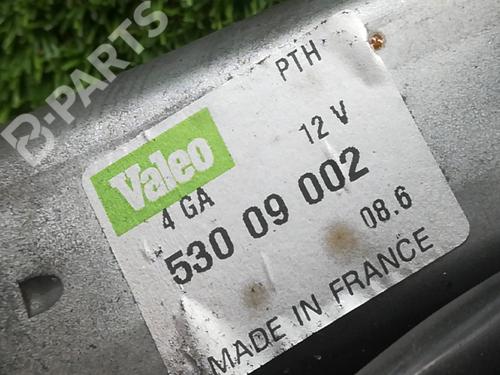 B-PARTS
PTH
Valeo
12 V
4 GA
530 09 002
08.6
MADE IN FRANCE